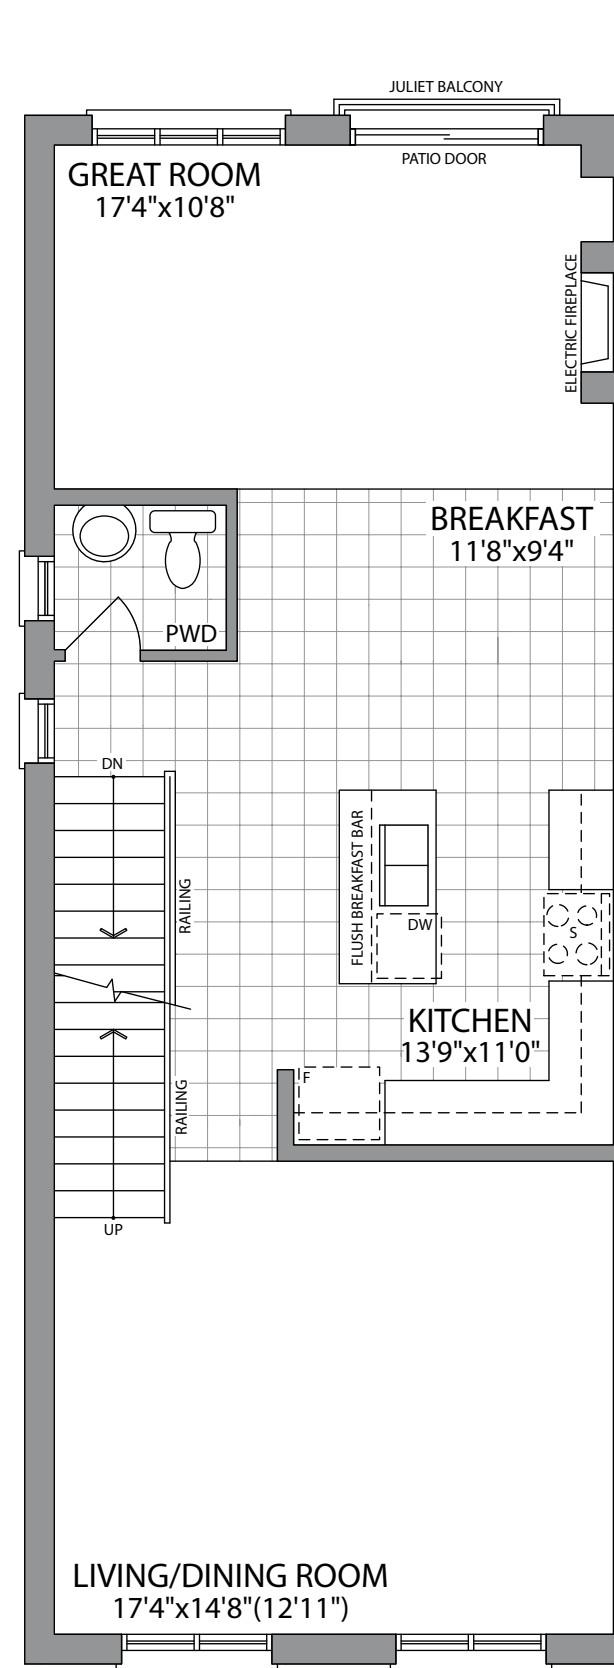 JULIET BALCONY
PATIO DOOR
GREAT ROOM
17'4"x10'8"
ELECTRIC FIREPLACE
BREAKFAST
11'8"x9'4"
PWD
DN
RAILING
FLUSH BREAKFAST BAR
DW
S
KITCHEN
13'9"x11'0"
F
RAILING
UP
LIVING/DINING ROOM
17'4"x14'8"(12'11")